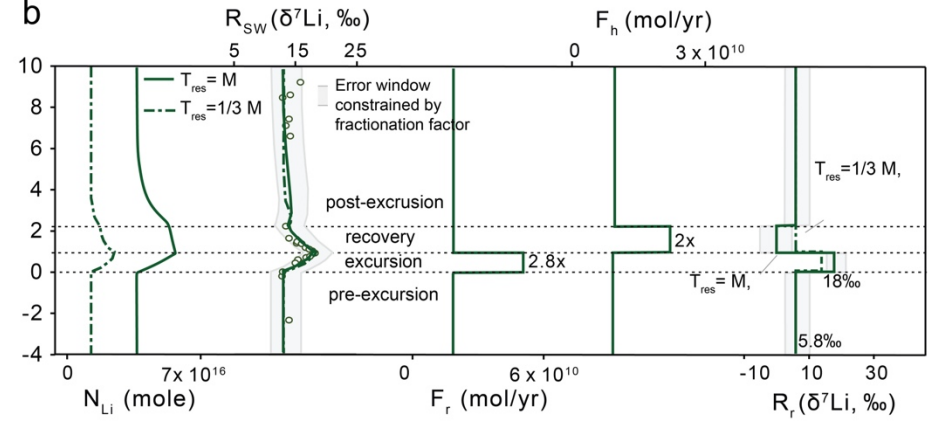 b
R_SW (δ⁷Li, ‰)
F_h (mol/yr)
5 15 25
0 3 x 10¹⁰
10
8
6
4
2
0
-2
-4
T_res= M
T_res=1/3 M
Error window
constrained by
fractionation factor
post-excrusion
recovery
excursion
pre-excursion
2.8x
2x
T_res=1/3 M,
T_res= M,
18‰
5.8‰
0 7x 10¹⁶
0 6 x 10¹⁰
-10 10 30
N_Li (mole)
F_r (mol/yr)
R_r (δ⁷Li, ‰)